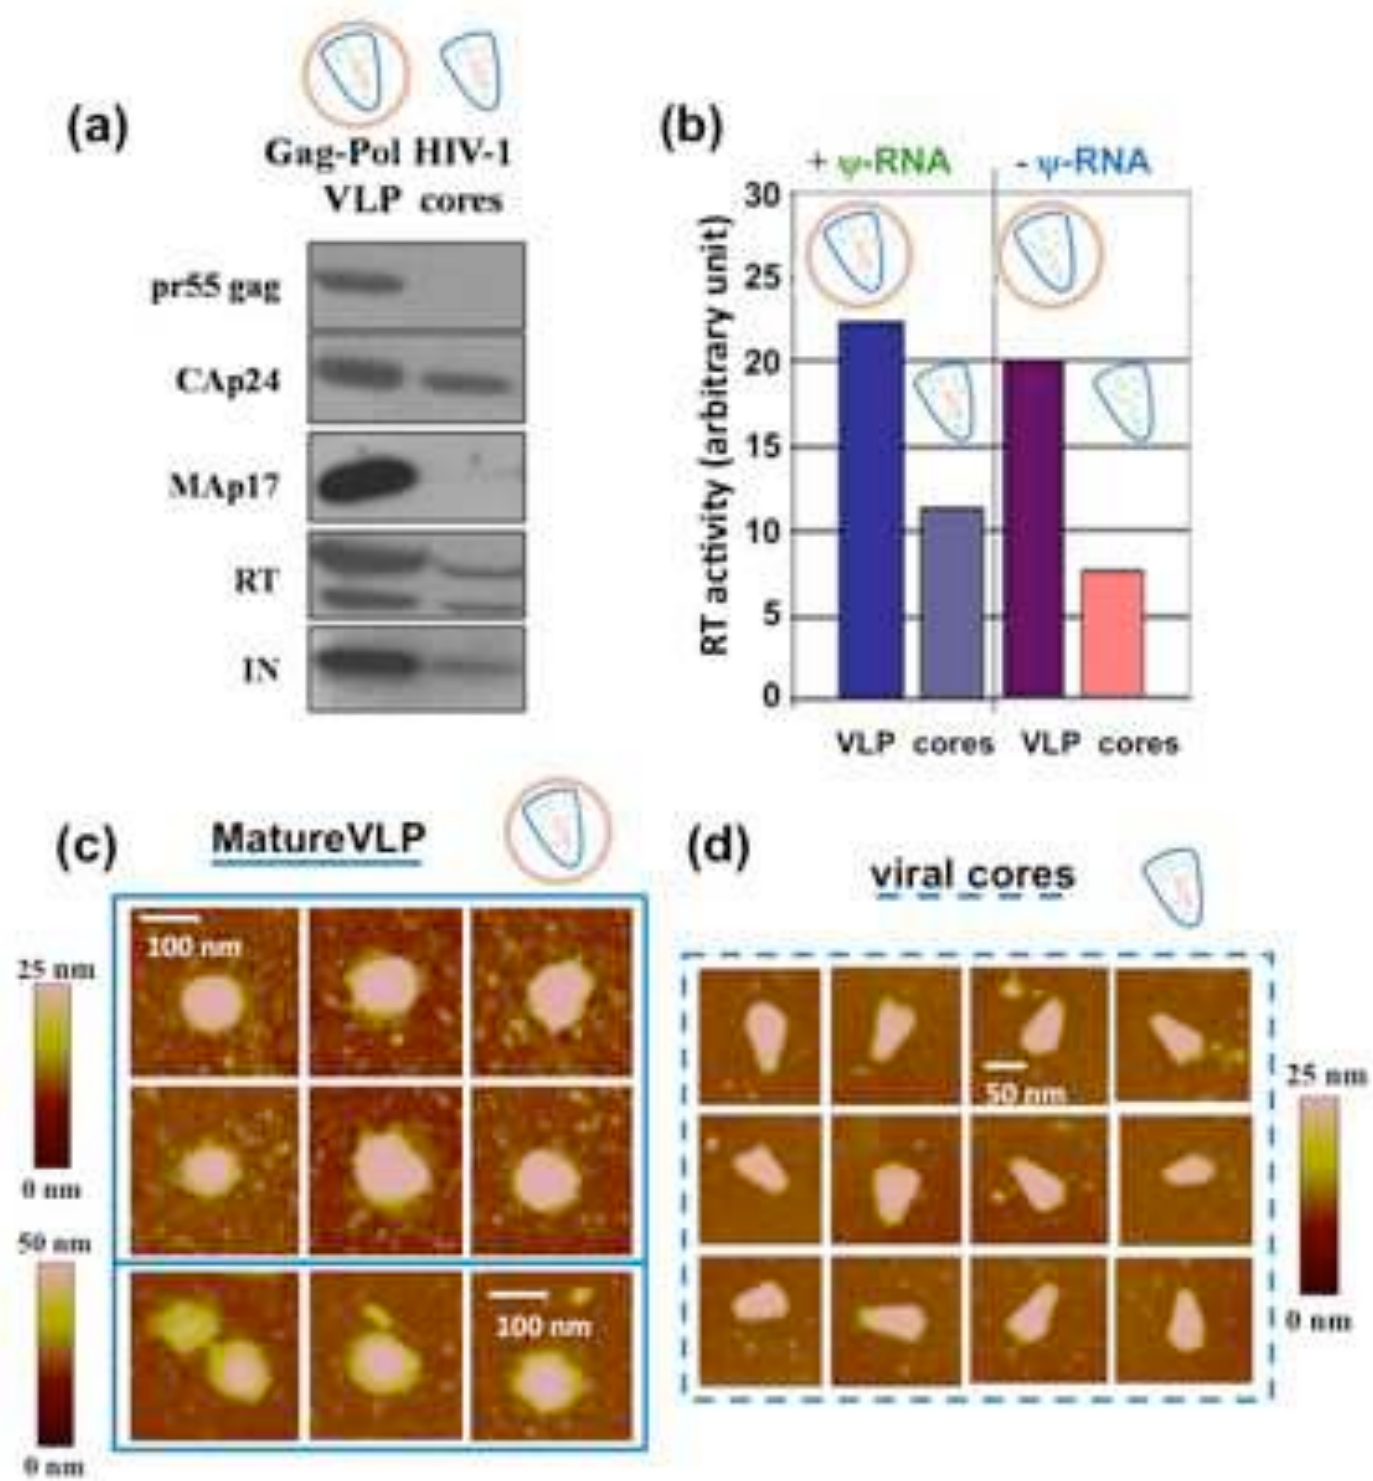 (a)
Gag-Pol HIV-1
VLP cores
pr55 gag
CAp24
MAp17
RT
IN
(b)
+ ψ-RNA - ψ-RNA
RT activity (arbitrary unit)
30
25
20
15
10
5
0
VLP cores VLP cores
(c)
MatureVLP
25 nm
0 nm
50 nm
0 nm
100 nm
100 nm
(d)
viral cores
50 nm
25 nm
0 nm